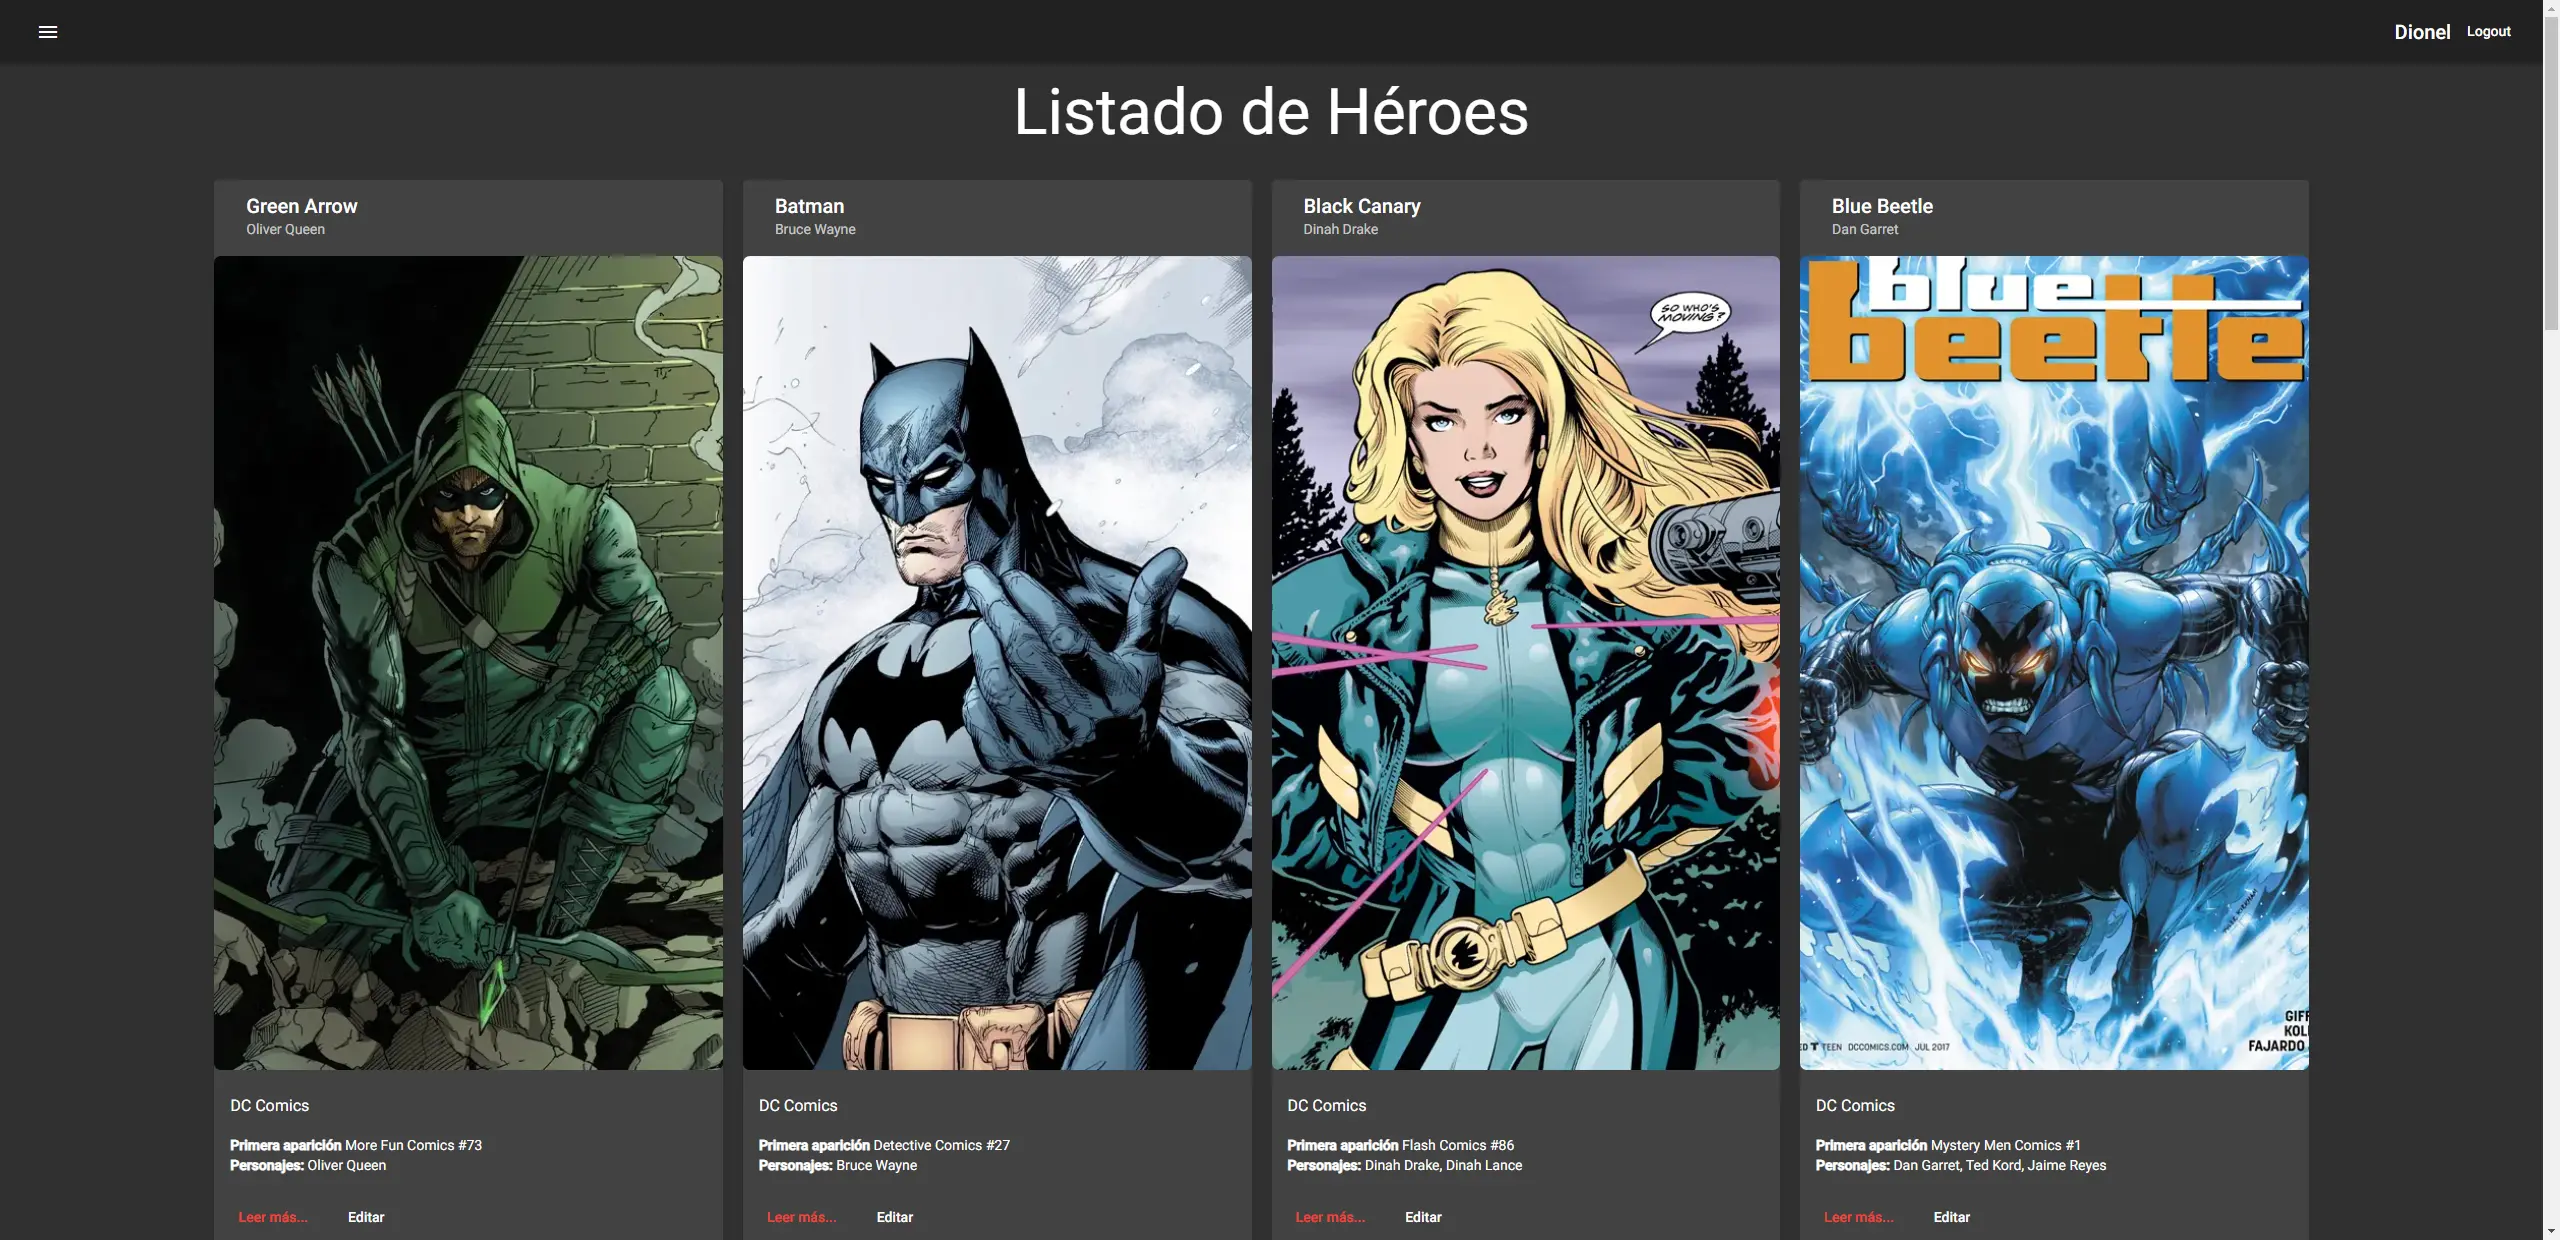 Dionel Logout
Listado de Héroes
Green Arrow
Oliver Queen
Batman
Bruce Wayne
Black Canary
Dinah Drake
Blue Beetle
Dan Garret
SO WHO'S
MOVING?
blue
beetle
GIFF
KOLI
FAJARDO
ED T TEEN DCCOMICS.COM JUL 2017
DC Comics
Primera aparición More Fun Comics #73
Personajes: Oliver Queen
Leer más... Editar
DC Comics
Primera aparición Detective Comics #27
Personajes: Bruce Wayne
Leer más... Editar
DC Comics
Primera aparición Flash Comics #86
Personajes: Dinah Drake, Dinah Lance
Leer más... Editar
DC Comics
Primera aparición Mystery Men Comics #1
Personajes: Dan Garret, Ted Kord, Jaime Reyes
Leer más... Editar